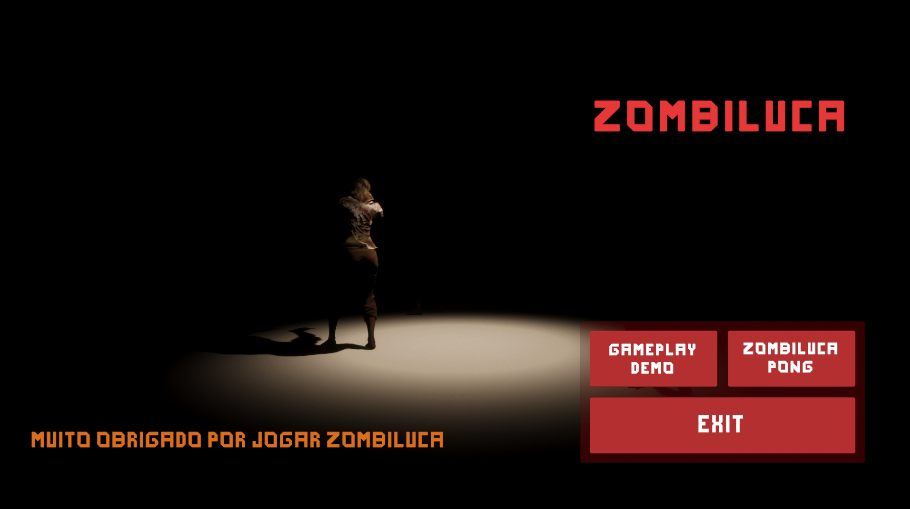 ZOMBILUCA
GAMEPLAY
DEMO
ZOMBILUCA
PONG
EXIT
MUITO OBRIGADO POR JOGAR ZOMBILUCA